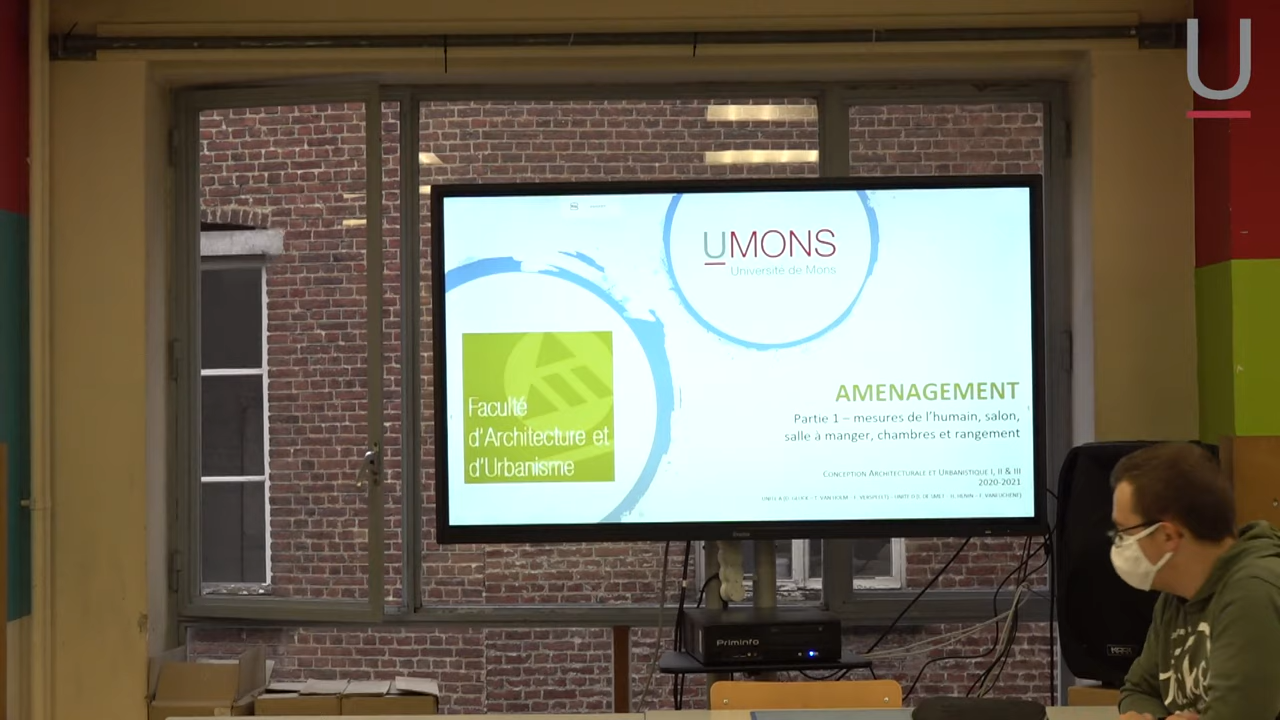 U
UMONS
Université de Mons
Faculté
d'Architecture et
d'Urbanisme
AMENAGEMENT
Partie 1 – mesures de l'humain, salon,
salle à manger, chambres et rangement
Conception Architecturale et Urbanistique I, II & III
2020-2021
Priminfo